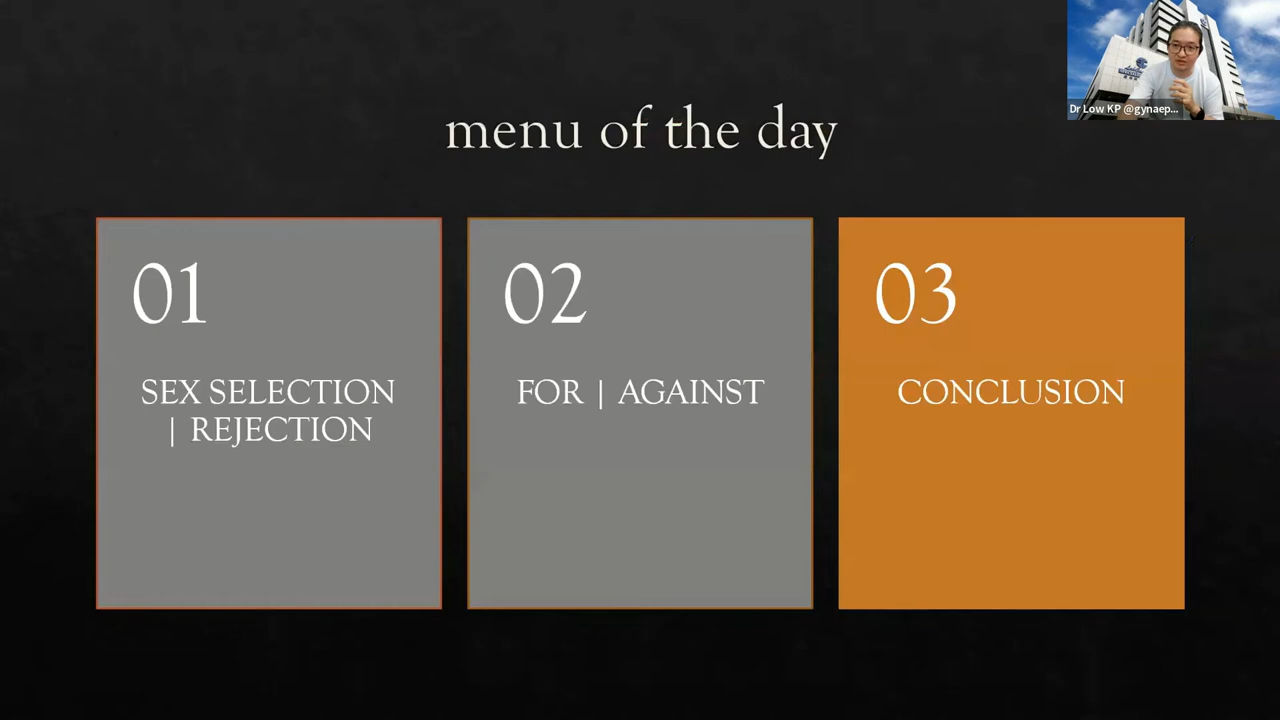 Dr Low KP @gynaep...
menu of the day
01
SEX SELECTION
| REJECTION
02
FOR | AGAINST
03
CONCLUSION